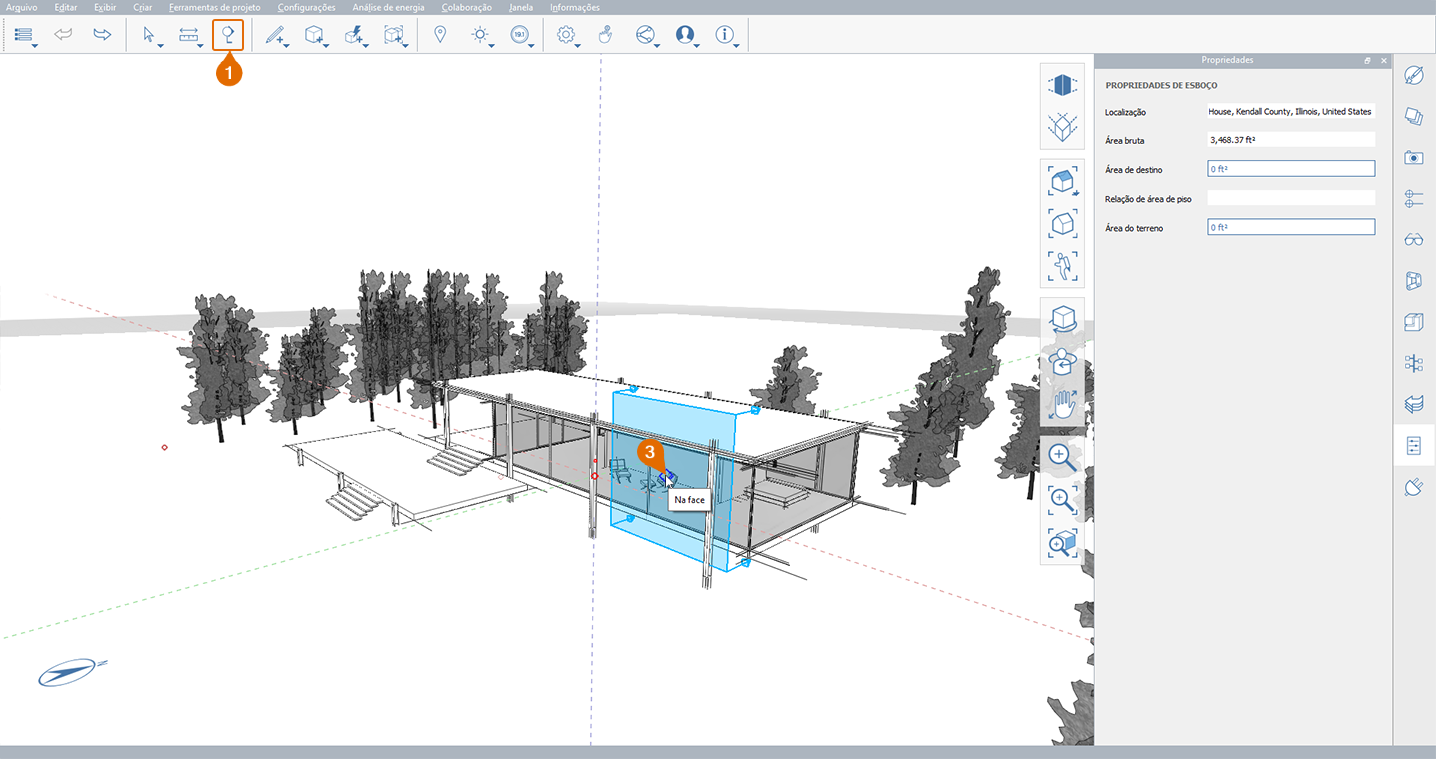 Arquivo Editar Exibir Criar Ferramentas de projeto Configurações Análise de energia Colaboração Janela Informações
19.1
1
Propriedades
PROPRIEDADES DE ESBOÇO
Localização House, Kendall County, Illinois, United States
Área bruta 3,468.37 ft²
Área de destino 0 ft²
Relação de área de piso
Área do terreno 0 ft²
3
Na face
N